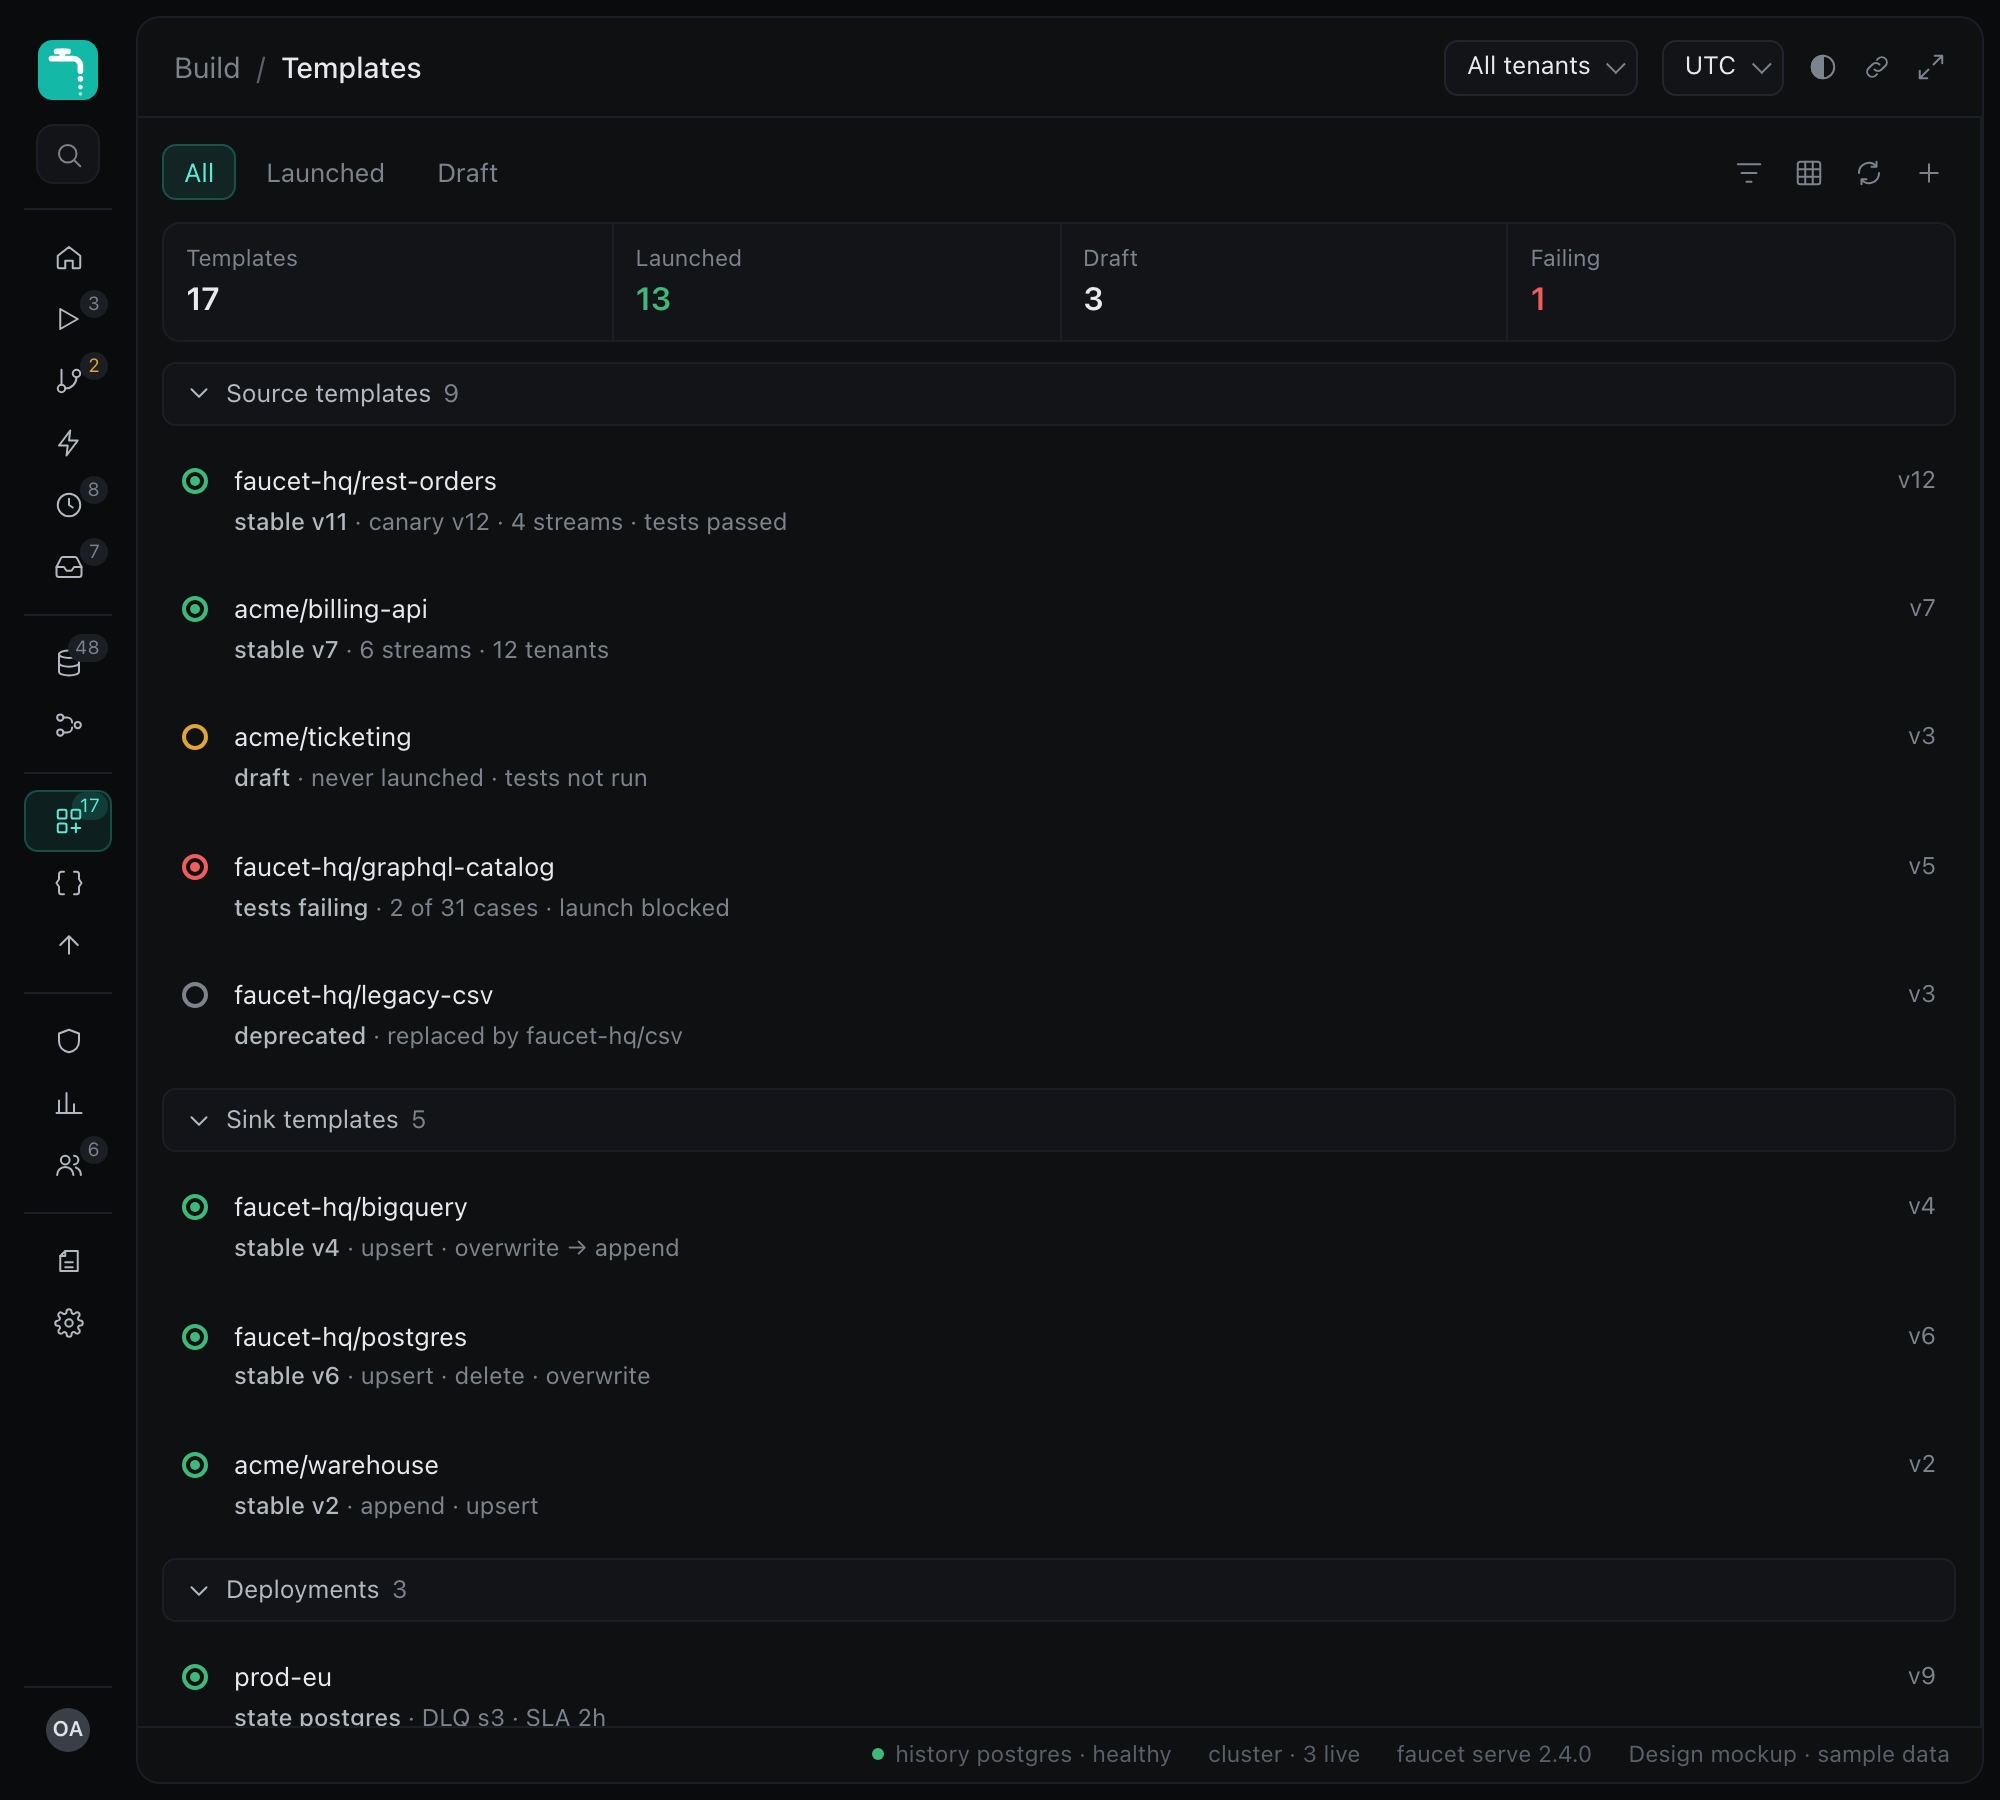 Build / Templates
All tenants
UTC
All
Launched
Draft
Templates
17
Launched
13
Draft
3
Failing
1
3
2
8
7
48
17
6
OA
Source templates 9
faucet-hq/rest-orders
v12
stable v11 · canary v12 · 4 streams · tests passed
acme/billing-api
v7
stable v7 · 6 streams · 12 tenants
acme/ticketing
v3
draft · never launched · tests not run
faucet-hq/graphql-catalog
v5
tests failing · 2 of 31 cases · launch blocked
faucet-hq/legacy-csv
v3
deprecated · replaced by faucet-hq/csv
Sink templates 5
faucet-hq/bigquery
v4
stable v4 · upsert · overwrite → append
faucet-hq/postgres
v6
stable v6 · upsert · delete · overwrite
acme/warehouse
v2
stable v2 · append · upsert
Deployments 3
prod-eu
v9
state postgres · DLQ s3 · SLA 2h
history postgres · healthy
cluster · 3 live
faucet serve 2.4.0
Design mockup · sample data